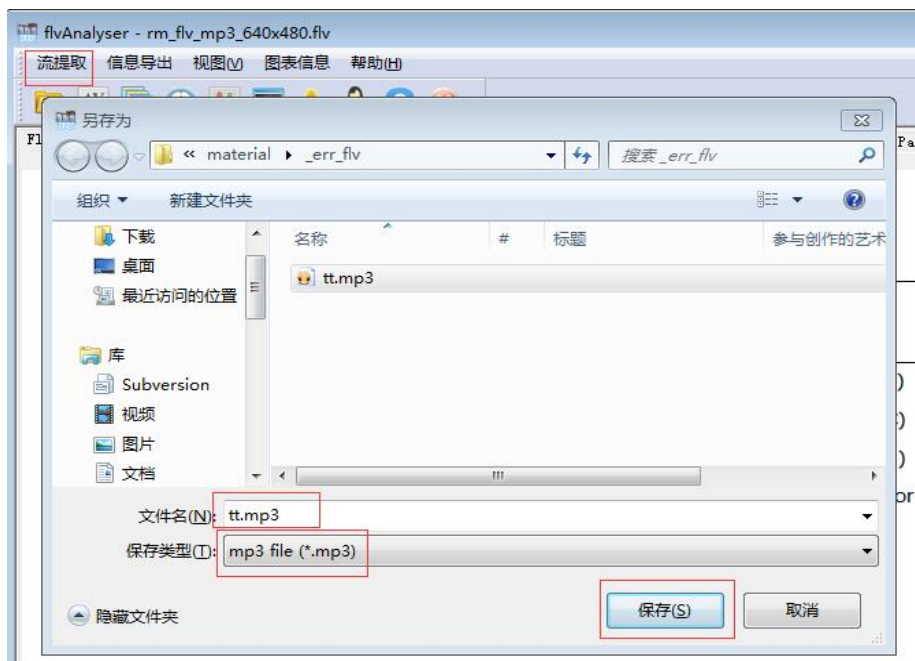 flvAnalyser - rm_flv_mp3_640x480.flv
流提取 信息导出 视图(V) 图表信息 帮助(H)
另存为
Fl
« material ▸ _err_flv 搜索 _err_flv
Pa
组织 新建文件夹
名称 # 标题 参与创作的艺术
下载
tt.mp3
桌面
最近访问的位置
库
Subversion
)
视频
)
图片
)
文档
or
文件名(N): tt.mp3
保存类型(T): mp3 file (*.mp3)
隐藏文件夹 保存(S) 取消